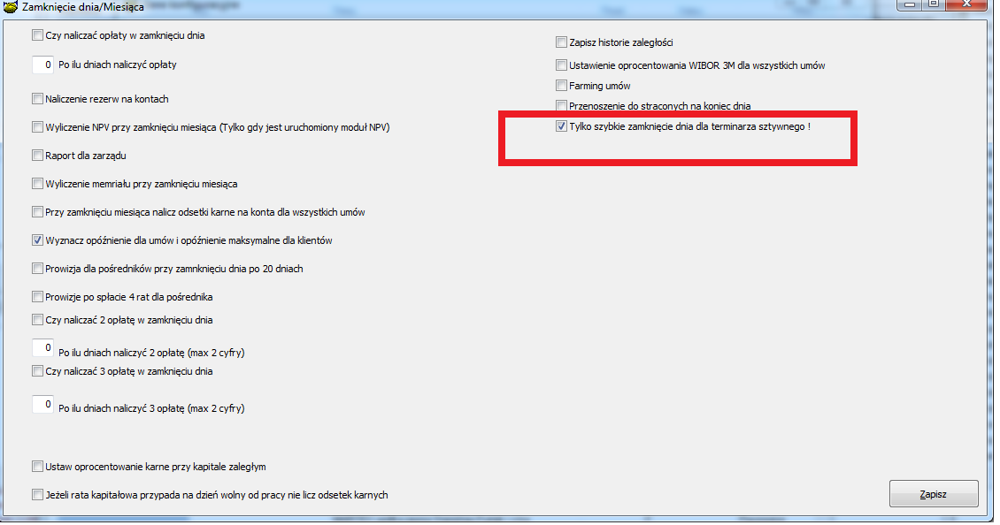 Zamknięcie dnia/Miesiąca
Czy naliczać opłaty w zamknięciu dnia
0 Po ilu dniach naliczyć opłaty
Naliczenie rezerw na kontach
Wyliczenie NPV przy zamknięciu miesiąca (Tylko gdy jest uruchomiony moduł NPV)
Raport dla zarządu
Wyliczenie memriału przy zamknięciu miesiąca
Przy zamknięciu miesiąca nalicz odsetki karne na konta dla wszystkich umów
Wyznacz opóźnienie dla umów i opóźnienie maksymalne dla klientów
Prowizja dla pośredników przy zamnknięciu dnia po 20 dniach
Prowizje po spłacie 4 rat dla pośrednika
Czy naliczać 2 opłatę w zamknięciu dnia
0 Po ilu dniach naliczyć 2 opłatę (max 2 cyfry)
Czy naliczać 3 opłatę w zamknięciu dnia
0 Po ilu dniach naliczyć 3 opłatę (max 2 cyfry)
Ustaw oprocentowanie karne przy kapitale zaległym
Jeżeli rata kapitałowa przypada na dzień wolny od pracy nie licz odsetek karnych
Zapisz historie zaległości
Ustawienie oprocentowania WIBOR 3M dla wszystkich umów
Farming umów
Przenoszenie do straconych na koniec dnia
Tylko szybkie zamknięcie dnia dla terminarza sztywnego !
Zapisz